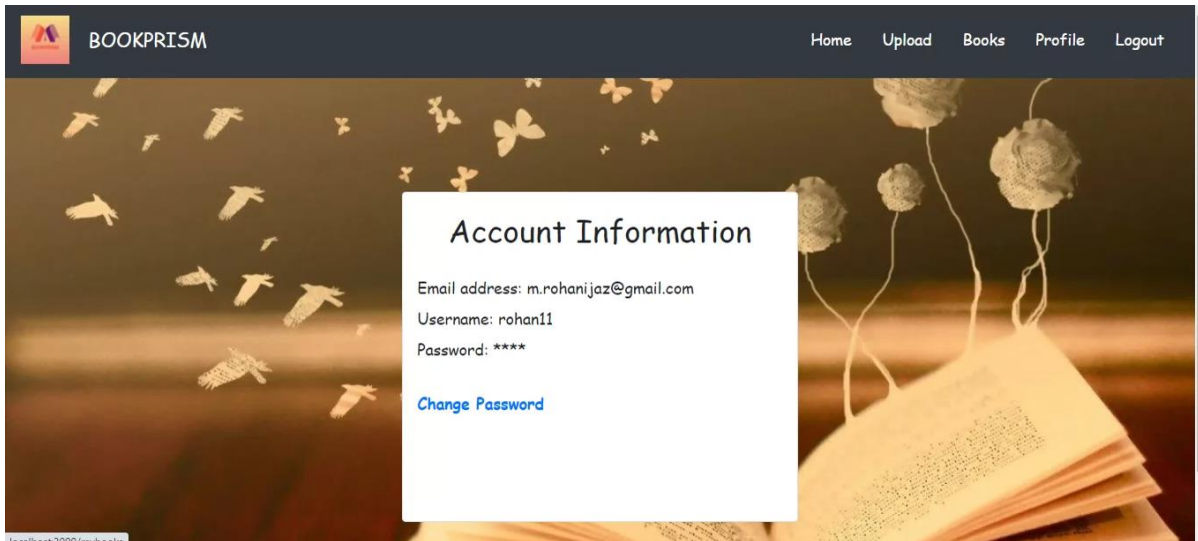 BOOKPRISM
Home Upload Books Profile Logout
Account Information
Email address: m.rohanijaz@gmail.com
Username: rohan11
Password: ****
Change Password